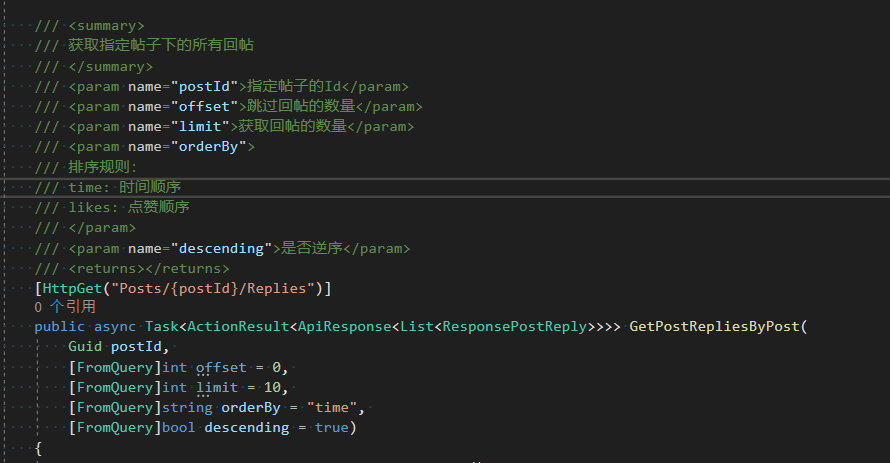 /// <summary>
/// 获取指定帖子下的所有回帖
/// </summary>
/// <param name="postId">指定帖子的Id</param>
/// <param name="offset">跳过回帖的数量</param>
/// <param name="limit">获取回帖的数量</param>
/// <param name="orderBy">
/// 排序规则:
/// time: 时间顺序
/// likes: 点赞顺序
/// </param>
/// <param name="descending">是否逆序</param>
/// <returns></returns>
[HttpGet("Posts/{postId}/Replies")]
0 个引用
public async Task<ActionResult<ApiResponse<List<ResponsePostReply>>>> GetPostRepliesByPost(
Guid postId,
[FromQuery]int offset = 0,
[FromQuery]int limit = 10,
[FromQuery]string orderBy = "time",
[FromQuery]bool descending = true)
{